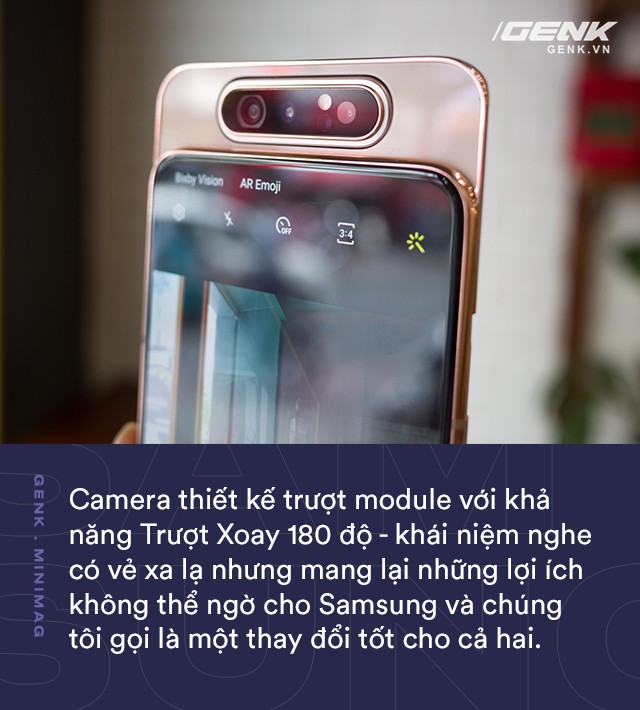 GENK
GENK.VN
Bixby Vision AR Emoji
OFF
3:4
GENK . MINIMAG
SAM
SUNG
Camera thiết kế trượt module với khả
năng Trượt Xoay 180 độ - khái niệm nghe
có vẻ xa lạ nhưng mang lại những lợi ích
không thể ngờ cho Samsung và chúng
tôi gọi là một thay đổi tốt cho cả hai.